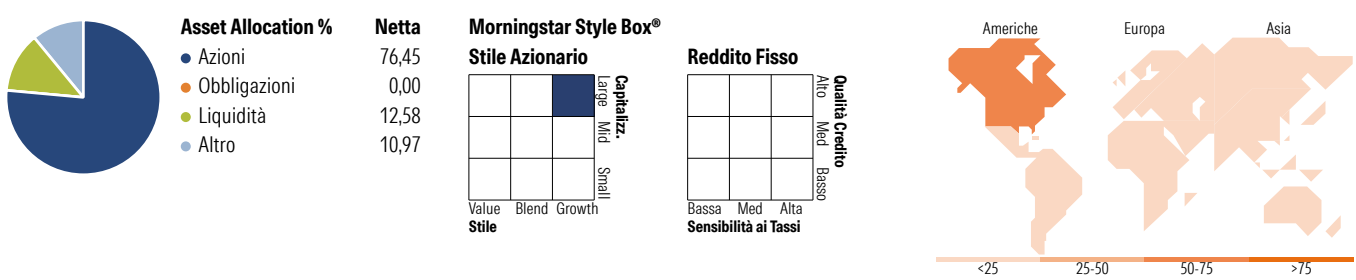 Asset Allocation % Netta
Azioni 76,45
Obbligazioni 0,00
Liquidità 12,58
Altro 10,97
Morningstar Style Box®
Stile Azionario
Large
Mid
Small
Capitalizz.
Value Blend Growth
Stile
Reddito Fisso
Alto
Med
Basso
Qualità Credito
Bassa Med Alta
Sensibilità ai Tassi
Americhe Europa Asia
<25 25-50 50-75 >75